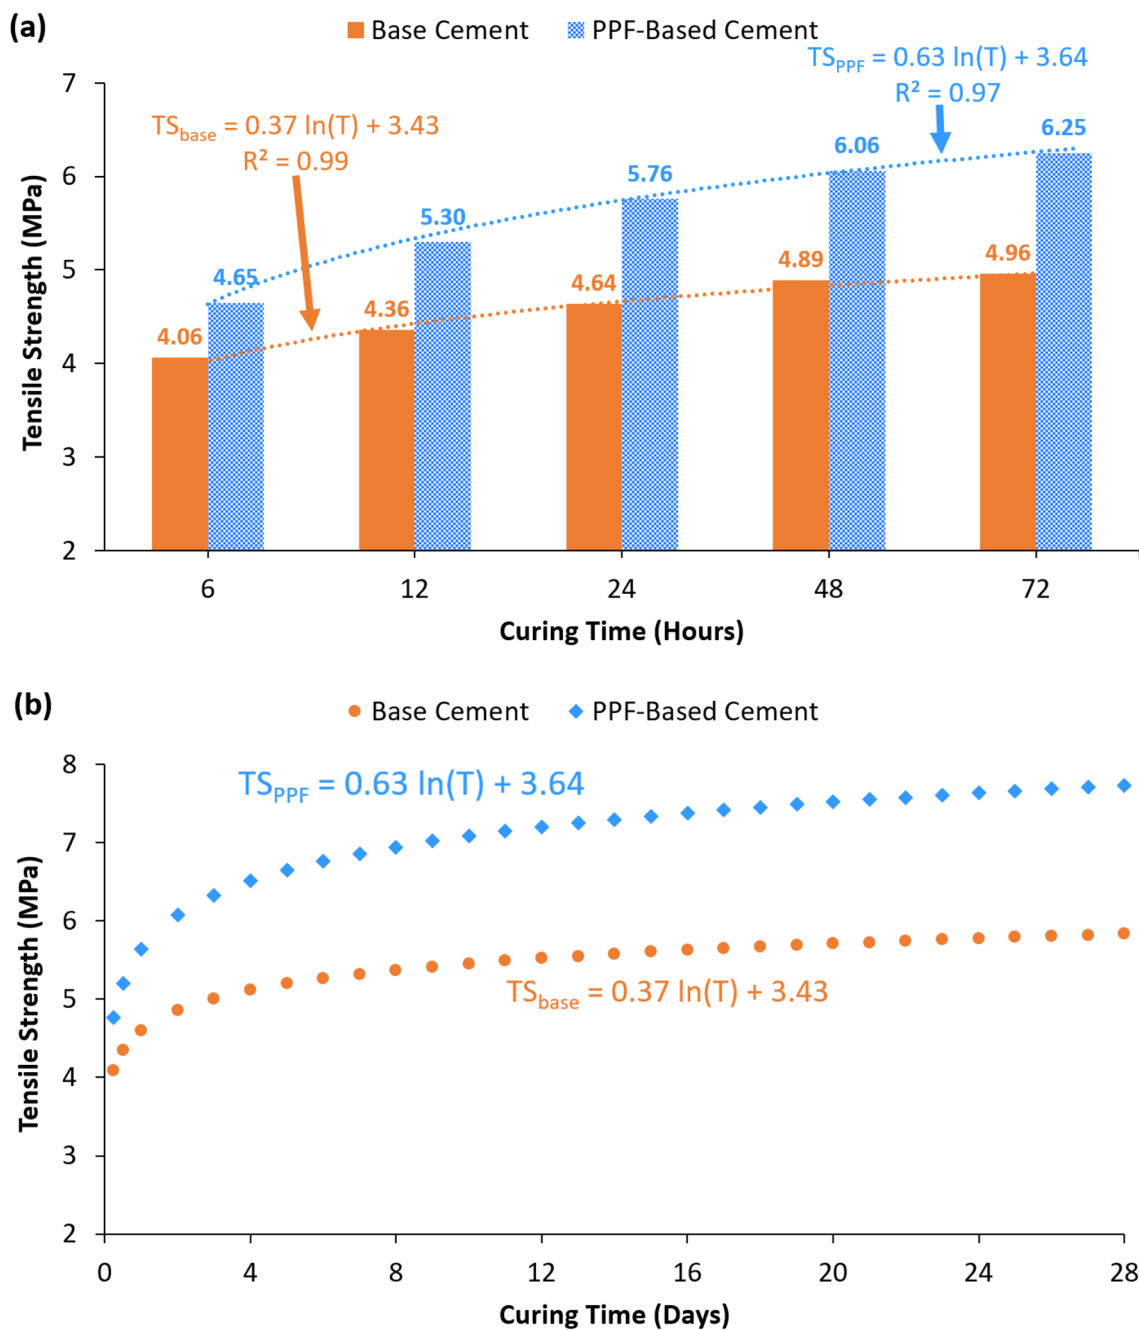 (a)
Base Cement PPF-Based Cement
TS_PPF = 0.63 ln(T) + 3.64
R² = 0.97
TS_base = 0.37 ln(T) + 3.43
R² = 0.99
Tensile Strength (MPa)
7
6
5
4
3
2
4.06 4.65 4.36 5.30 4.64 5.76 4.89 6.06 4.96 6.25
6 12 24 48 72
Curing Time (Hours)
(b)
Base Cement PPF-Based Cement
TS_PPF = 0.63 ln(T) + 3.64
TS_base = 0.37 ln(T) + 3.43
Tensile Strength (MPa)
8
7
6
5
4
3
2
0 4 8 12 16 20 24 28
Curing Time (Days)